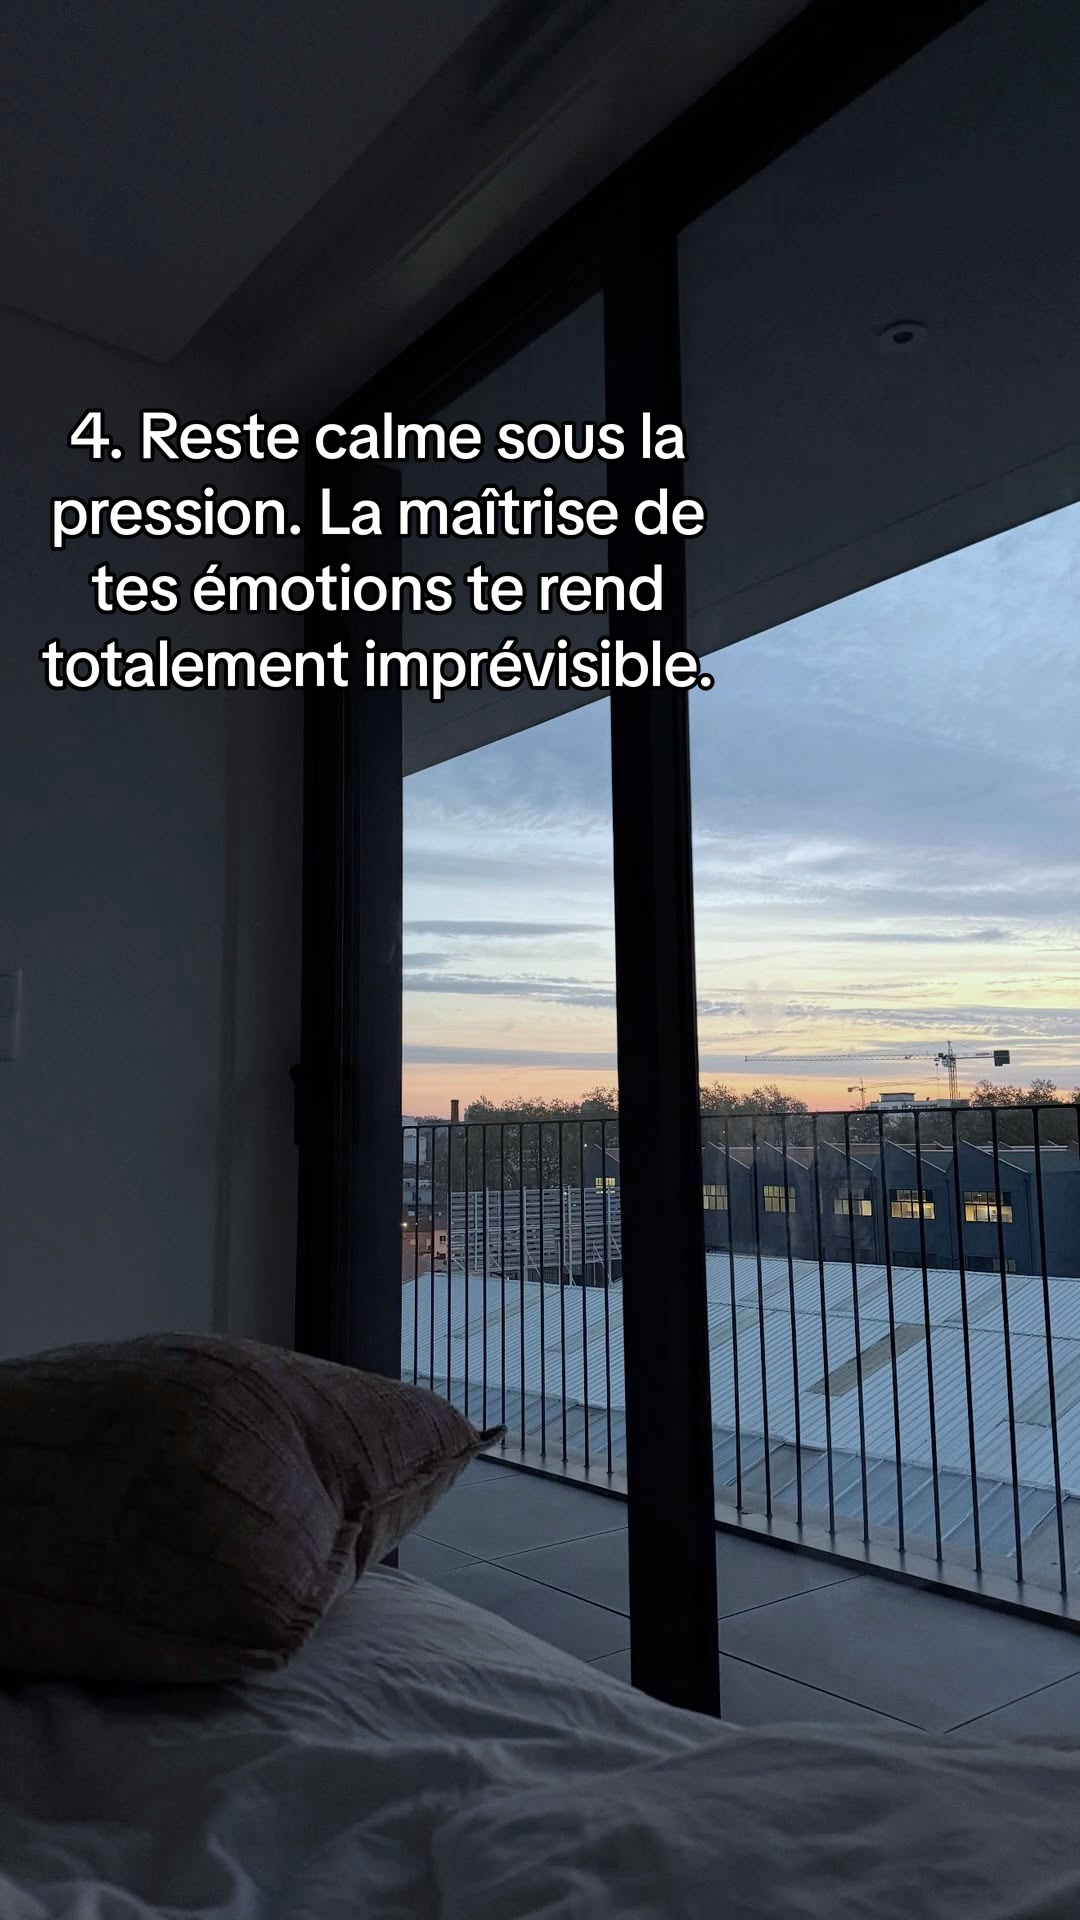 4. Reste calme sous la
pression. La maîtrise de
tes émotions te rend
totalement imprévisible.